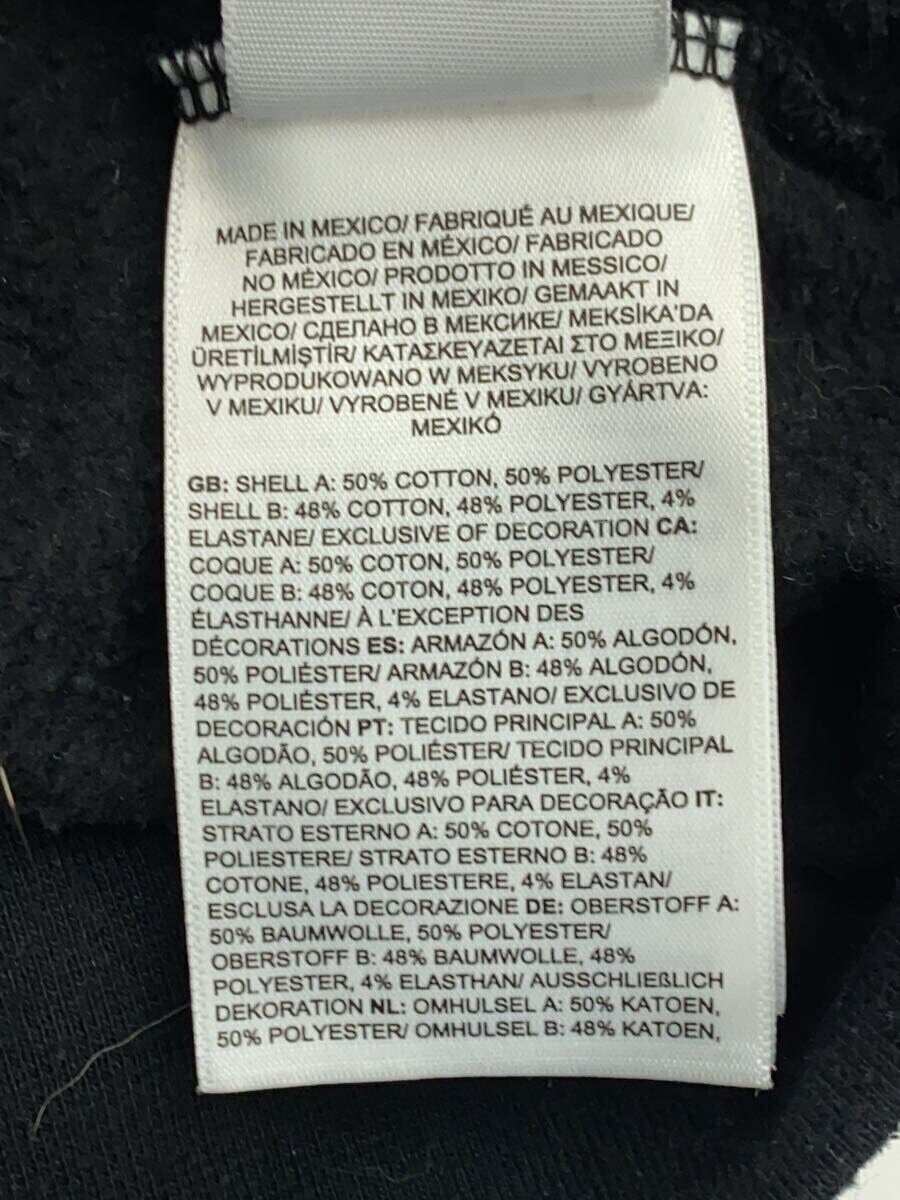 MADE IN MEXICO/ FABRIQUÉ AU MEXIQUE/
FABRICADO EN MÉXICO/ FABRICADO
NO MÉXICO/ PRODOTTO IN MESSICO/
HERGESTELLT IN MEXIKO/ GEMAAKT IN
MEXICO/ СДЕЛАНО В МЕКСИКЕ/ MEKSİKA'DA
ÜRETİLMİŞTİR/ ΚΑΤΑΣΚΕΥΑΖΕΤΑΙ ΣΤΟ ΜΕΞΙΚΟ/
WYPRODUKOWANO W MEKSYKU/ VYROBENO
V MEXIKU/ VYROBENÉ V MEXIKU/ GYÁRTVA:
MEXIKÓ
GB: SHELL A: 50% COTTON, 50% POLYESTER/
SHELL B: 48% COTTON, 48% POLYESTER, 4%
ELASTANE/ EXCLUSIVE OF DECORATION CA:
COQUE A: 50% COTON, 50% POLYESTER/
COQUE B: 48% COTON, 48% POLYESTER, 4%
ÉLASTHANNE/ À L'EXCEPTION DES
DÉCORATIONS ES: ARMAZÓN A: 50% ALGODÓN,
50% POLIÉSTER/ ARMAZÓN B: 48% ALGODÓN,
48% POLIÉSTER, 4% ELASTANO/ EXCLUSIVO DE
DECORACIÓN PT: TECIDO PRINCIPAL A: 50%
ALGODÃO, 50% POLIÉSTER/ TECIDO PRINCIPAL
B: 48% ALGODÃO, 48% POLIÉSTER, 4%
ELASTANO/ EXCLUSIVO PARA DECORAÇÃO IT:
STRATO ESTERNO A: 50% COTONE, 50%
POLIESTERE/ STRATO ESTERNO B: 48%
COTONE, 48% POLIESTERE, 4% ELASTAN/
ESCLUSA LA DECORAZIONE DE: OBERSTOFF A:
50% BAUMWOLLE, 50% POLYESTER/
OBERSTOFF B: 48% BAUMWOLLE, 48%
POLYESTER, 4% ELASTHAN/ AUSSCHLIEßLICH
DEKORATION NL: OMHULSEL A: 50% KATOEN,
50% POLYESTER/ OMHULSEL B: 48% KATOEN,